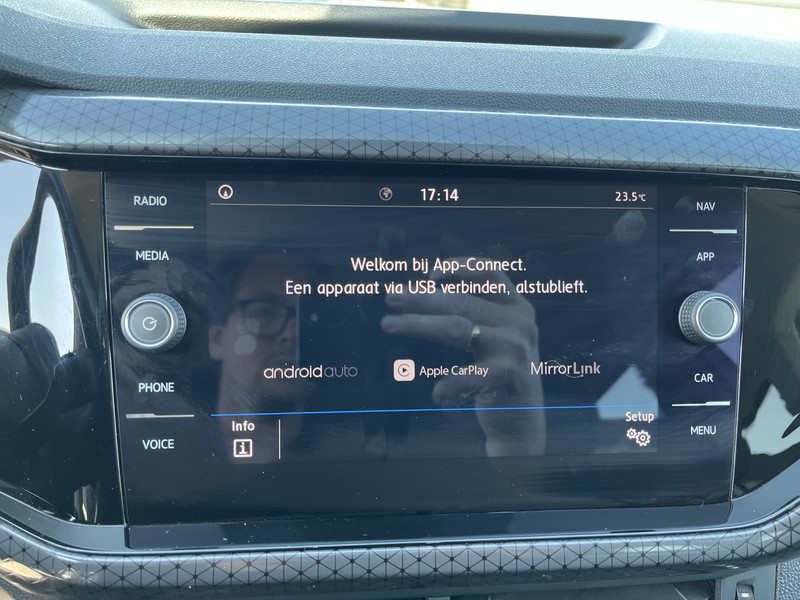 RADIO
MEDIA
PHONE
VOICE
17:14
23.5°C
Welkom bij App-Connect.
Een apparaat via USB verbinden, alstublieft.
androidauto
Apple CarPlay
MirrorLink
Info
i
Setup
NAV
APP
CAR
MENU